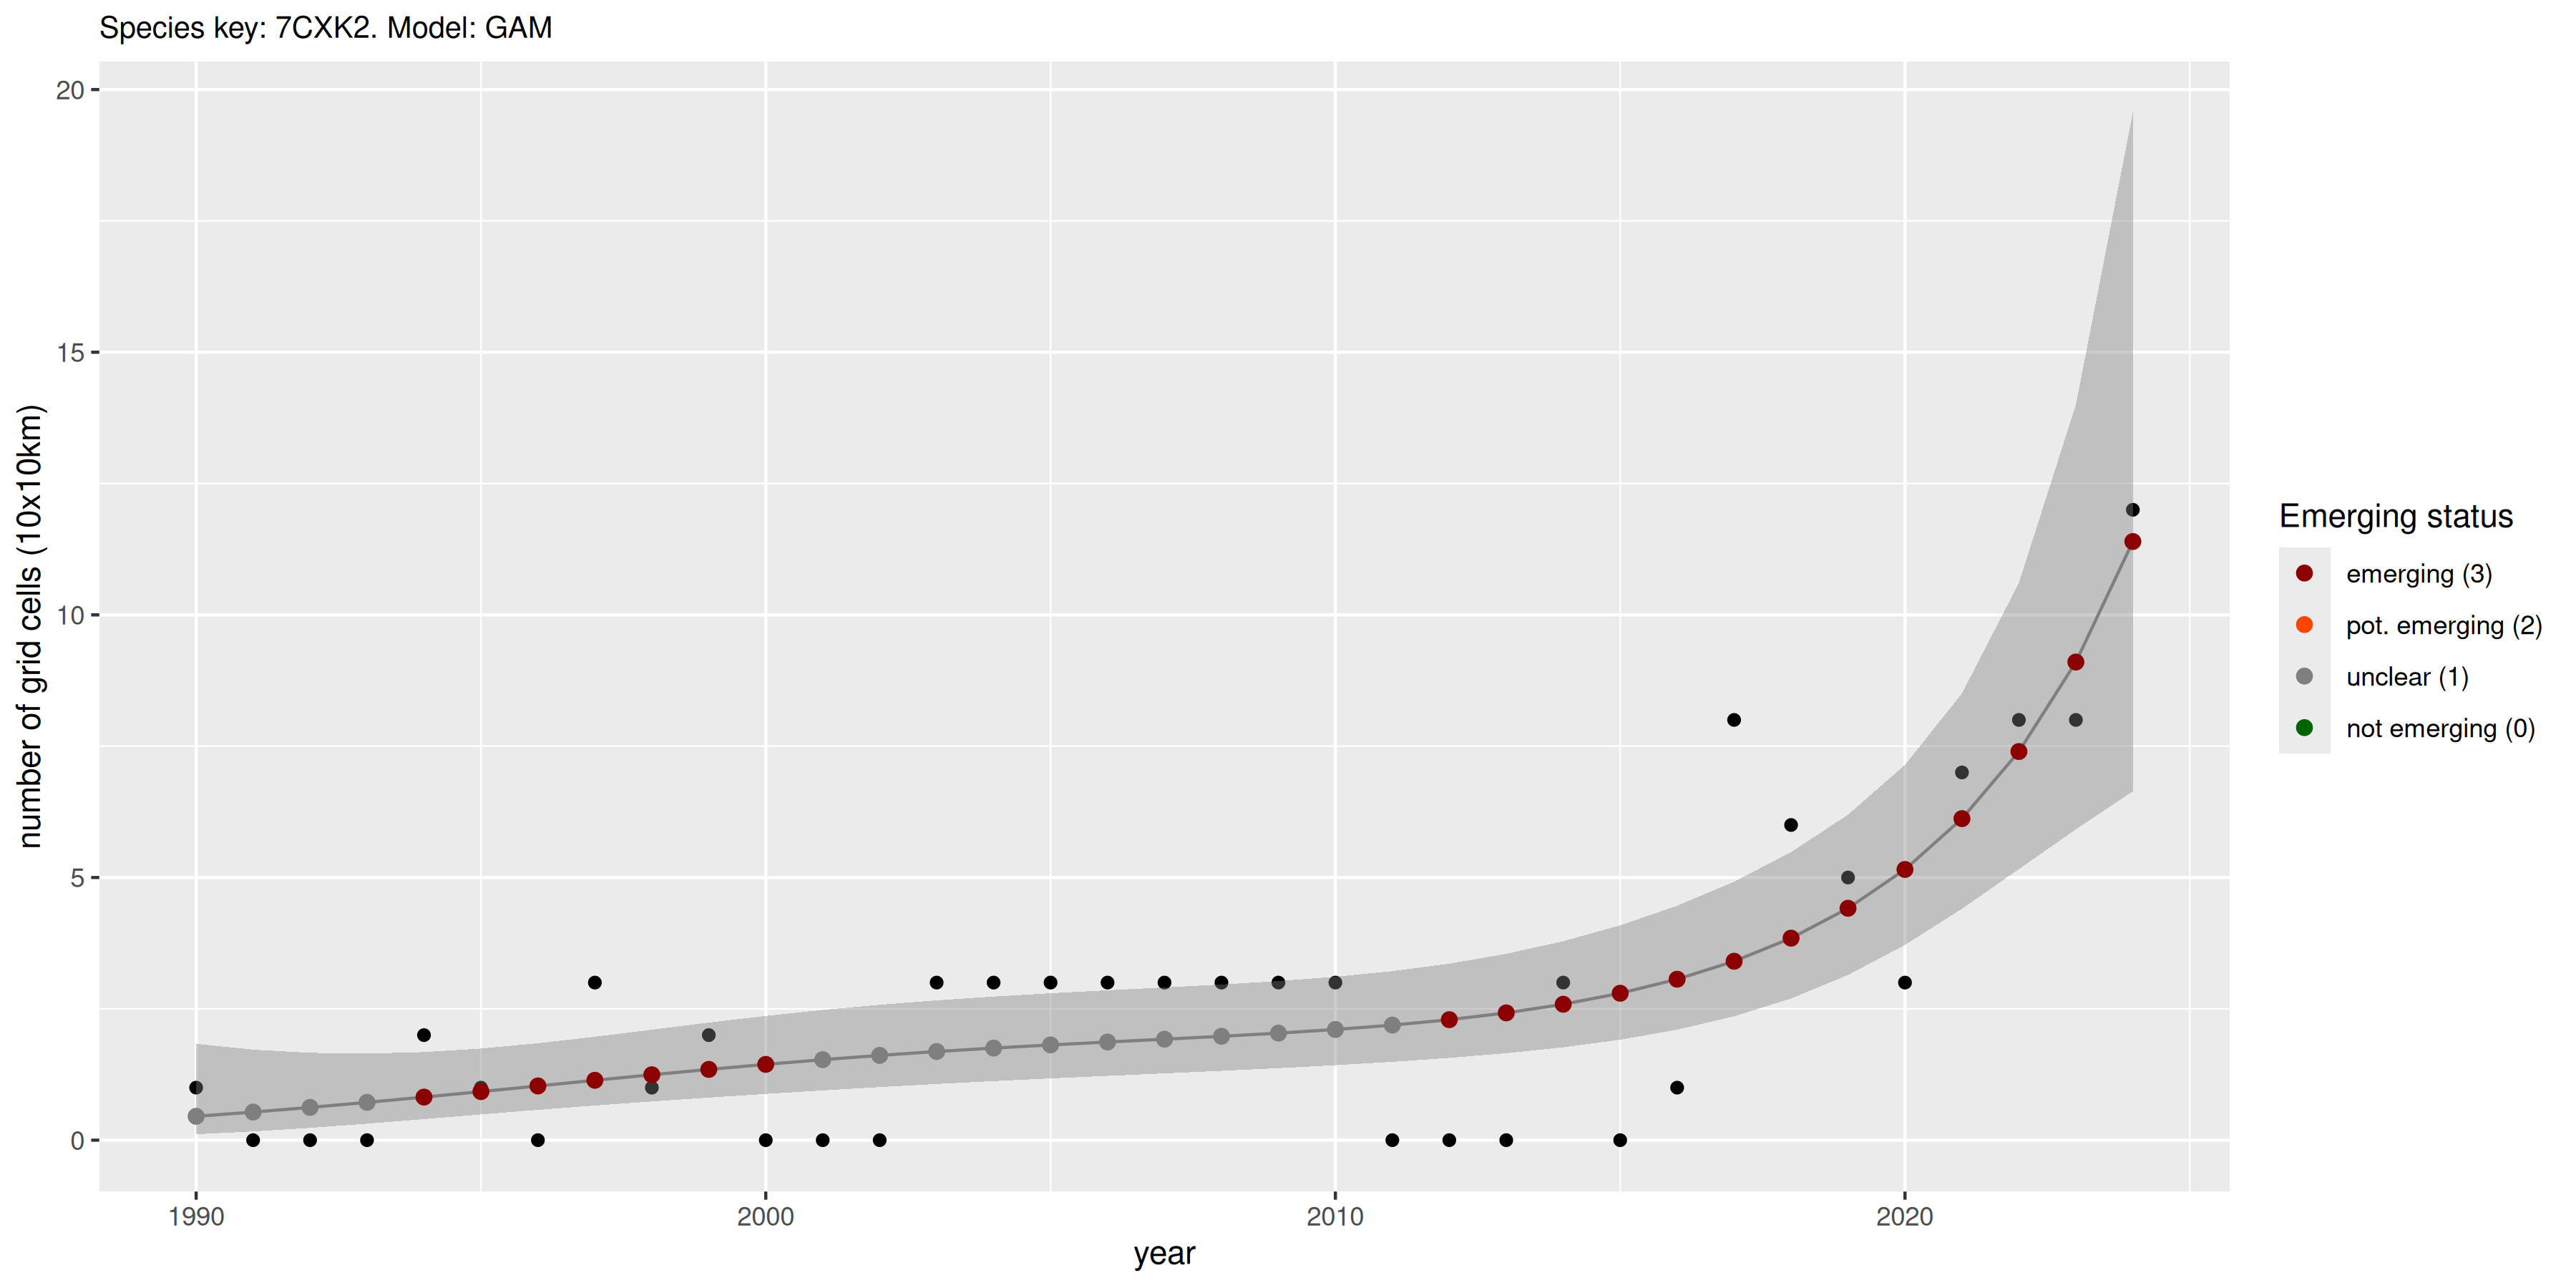 Species key: 7CXK2. Model: GAM
20
15
10
5
0
number of grid cells (10x10km)
1990
2000
2010
2020
year
Emerging status
emerging (3)
pot. emerging (2)
unclear (1)
not emerging (0)